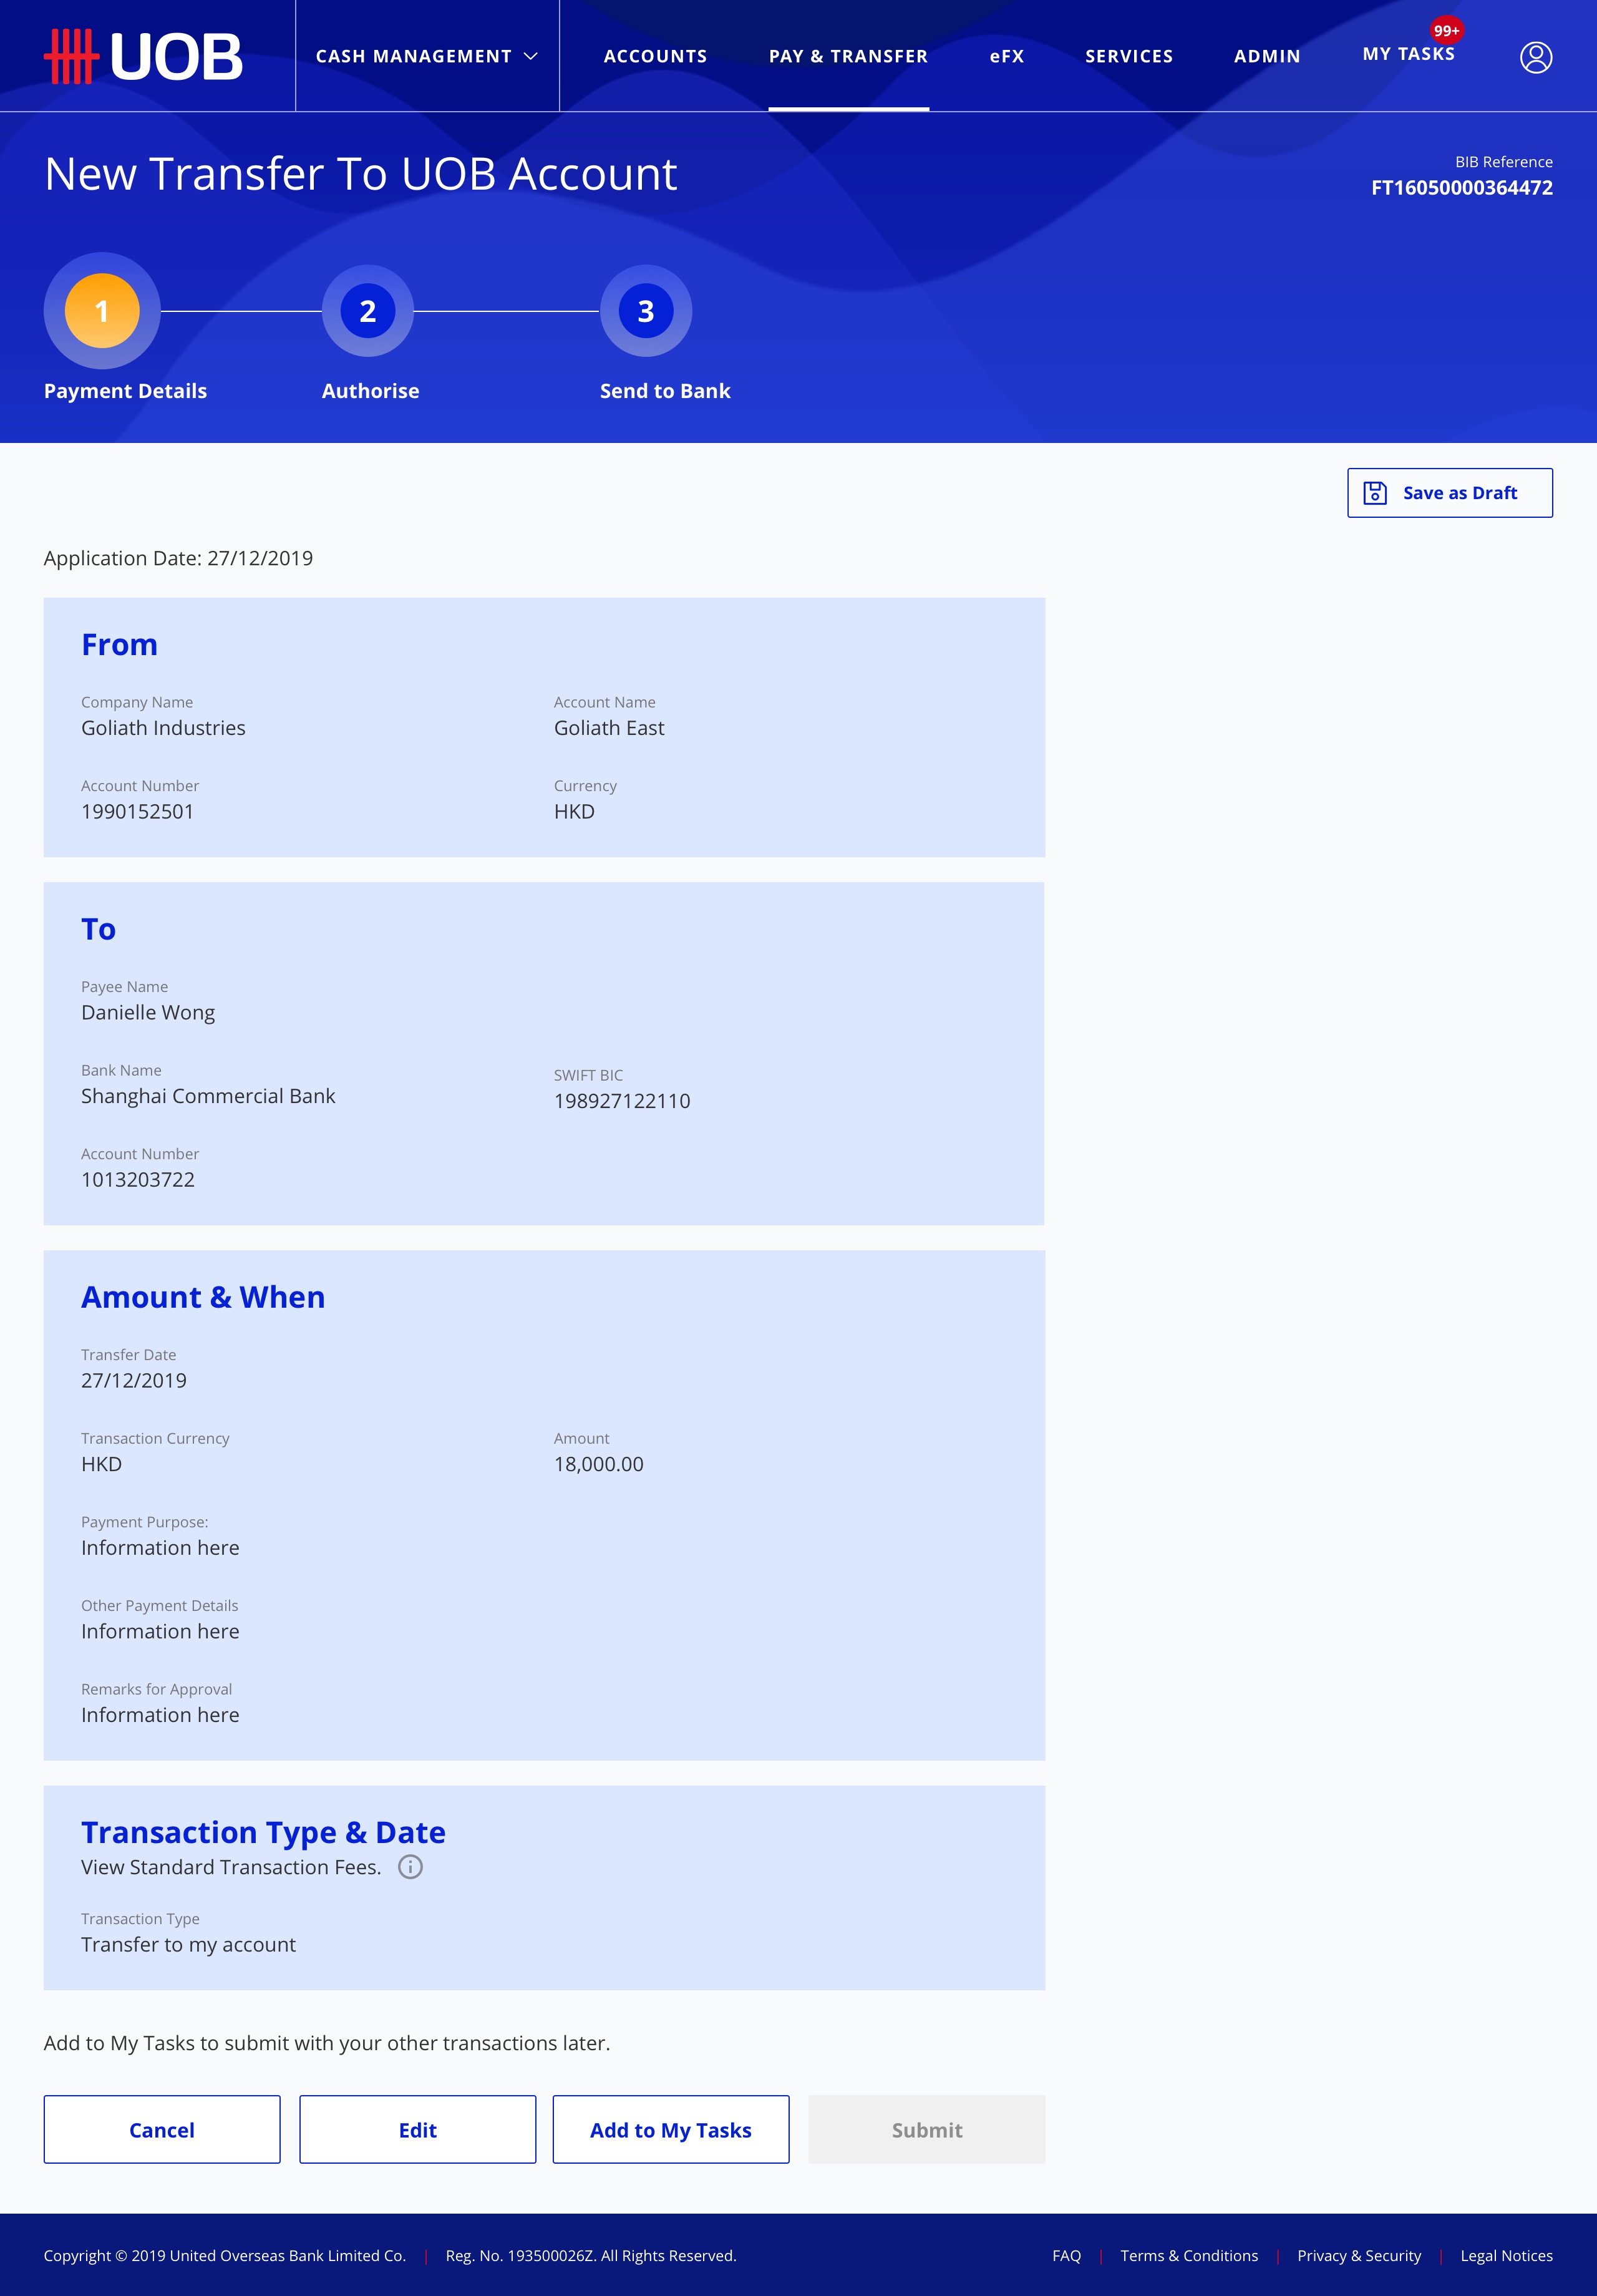 UOB
CASH MANAGEMENT
ACCOUNTS
PAY & TRANSFER
eFX
SERVICES
ADMIN
MY TASKS
99+
New Transfer To UOB Account
BIB Reference
FT16050000364472
1
2
3
Payment Details
Authorise
Send to Bank
Save as Draft
Application Date: 27/12/2019
From
Company Name
Goliath Industries
Account Name
Goliath East
Account Number
1990152501
Currency
HKD
To
Payee Name
Danielle Wong
Bank Name
Shanghai Commercial Bank
SWIFT BIC
198927122110
Account Number
1013203722
Amount & When
Transfer Date
27/12/2019
Transaction Currency
HKD
Amount
18,000.00
Payment Purpose:
Information here
Other Payment Details
Information here
Remarks for Approval
Information here
Transaction Type & Date
View Standard Transaction Fees.
Transaction Type
Transfer to my account
Add to My Tasks to submit with your other transactions later.
Cancel
Edit
Add to My Tasks
Submit
Copyright © 2019 United Overseas Bank Limited Co. | Reg. No. 193500026Z. All Rights Reserved.
FAQ | Terms & Conditions | Privacy & Security | Legal Notices